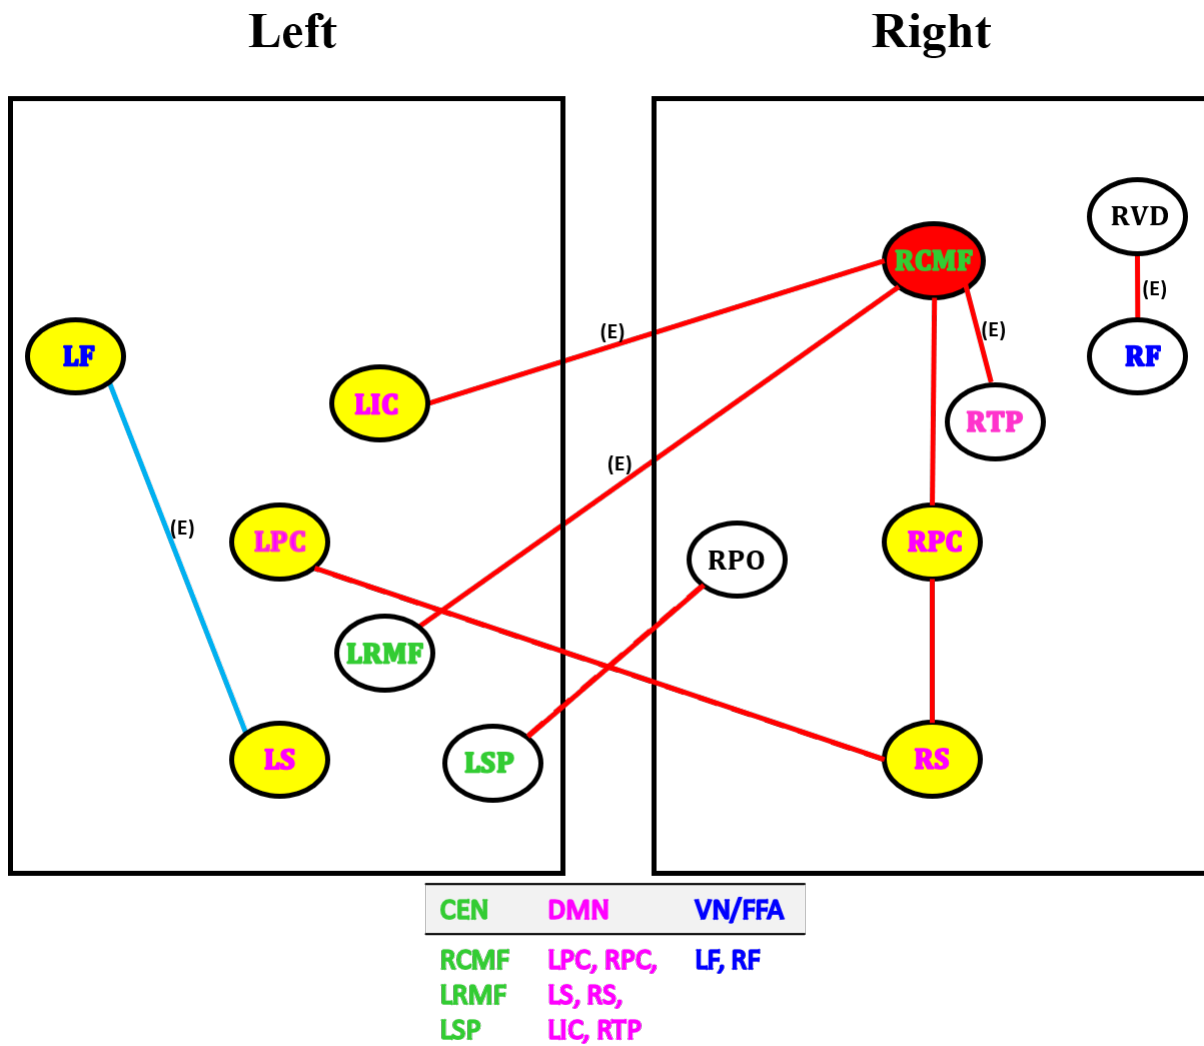 Left Right
RVD
RCMF
(E)
(E)
(E)
LF
RF
LIC
RTP
(E)
(E)
LPC
RPC
RPO
LRMF
LS
LSP
RS
CEN DMN VN/FFA
RCMF LPC, RPC, LF, RF
LRMF LS, RS,
LSP LIC, RTP